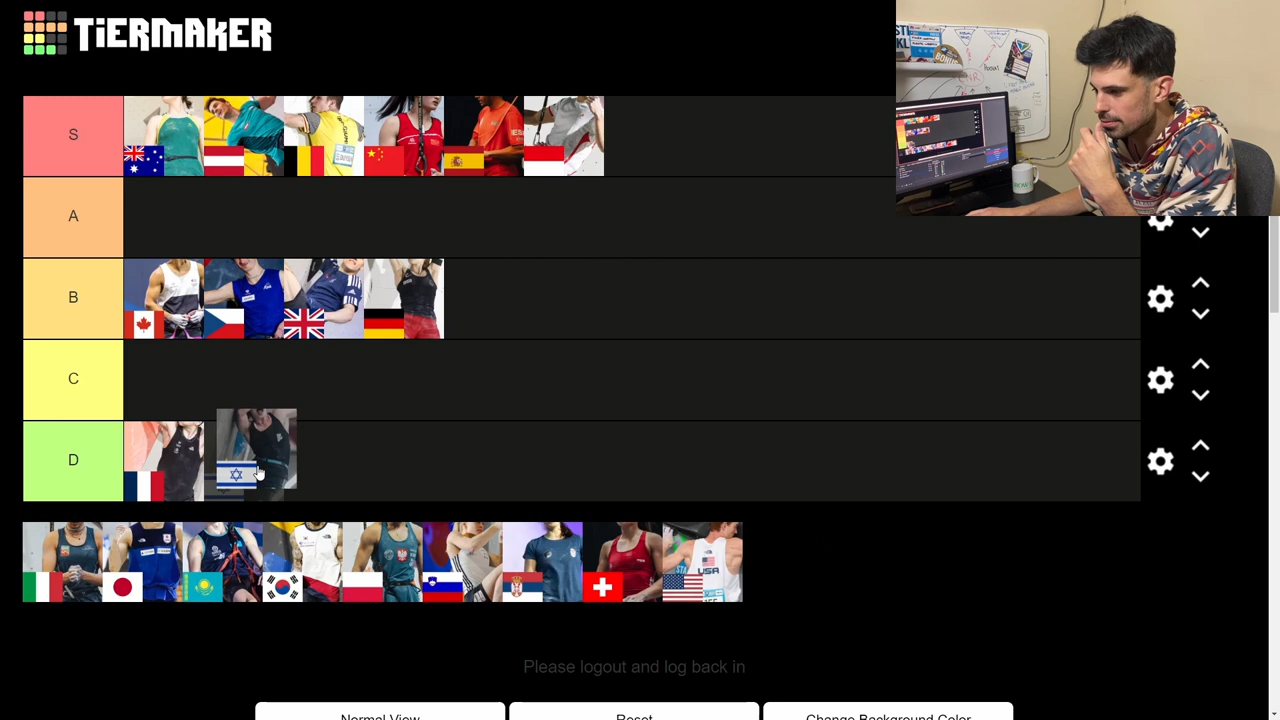 TiERMAKER
S
A
B
C
D
USA
Please logout and log back in
Normal View
Reset
Change Background Color